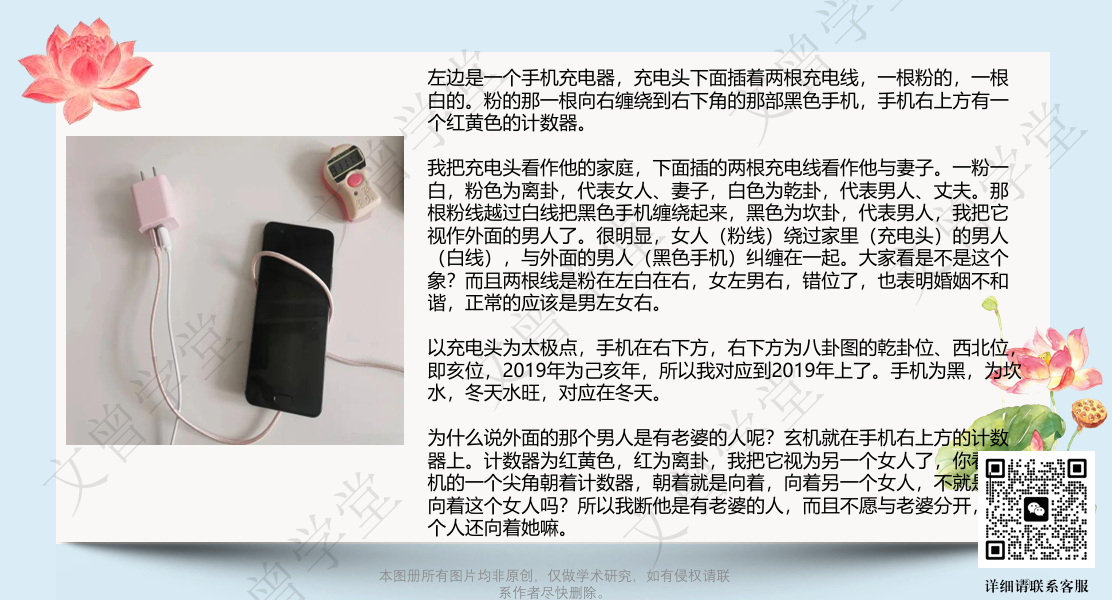 左边是一个手机充电器，充电头下面插着两根充电线，一根粉的，一根
白的。粉的那一根向右缠绕到右下角的那部黑色手机，手机右上方有一
个红黄色的计数器。
我把充电头看作他的家庭，下面插的两根充电线看作他与妻子。一粉一
白，粉色为离卦，代表女人、妻子，白色为乾卦，代表男人、丈夫。那
根粉线越过白线把黑色手机缠绕起来，黑色为坎卦，代表男人，我把它
视作外面的男人了。很明显，女人（粉线）绕过家里（充电头）的男人
（白线），与外面的男人（黑色手机）纠缠在一起。大家看是不是这个
象？而且两根线是粉在左白在右，女左男右，错位了，也表明婚姻不和
谐，正常的应该是男左女右。
以充电头为太极点，手机在右下方，右下方为八卦图的乾卦位、西北位，
即亥位，2019年为己亥年，所以我对应到2019年上了。手机为黑，为坎
水，冬天水旺，对应在冬天。
为什么说外面的那个男人是有老婆的人呢？玄机就在手机右上方的计数
器上。计数器为红黄色，红为离卦，我把它视为另一个女人了，你看
机的一个尖角朝着计数器，朝着就是向着，向着另一个女人，不就是
向着这个女人吗？所以我断他是有老婆的人，而且不愿与老婆分开，
个人还向着她嘛。
本图册所有图片均非原创，仅做学术研究，如有侵权请联
系作者尽快删除。
详细请联系客服
文曾学堂
文曾学堂
文曾学堂
文曾学堂
文曾学堂